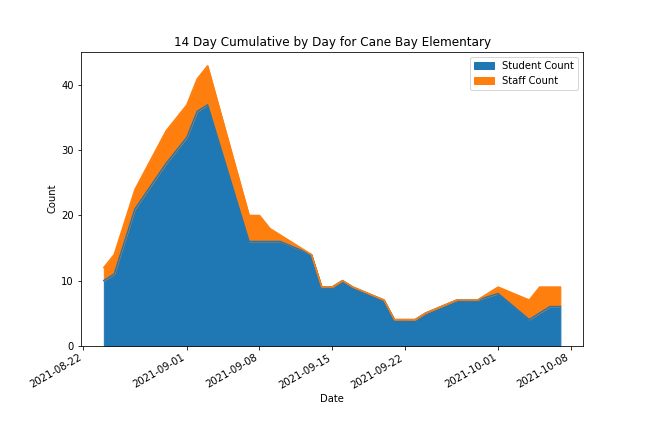 14 Day Cumulative by Day for Cane Bay Elementary
Student Count
Staff Count
Count
40
30
20
10
0
2021-08-22
2021-09-01
2021-09-08
2021-09-15
2021-09-22
2021-10-01
2021-10-08
Date